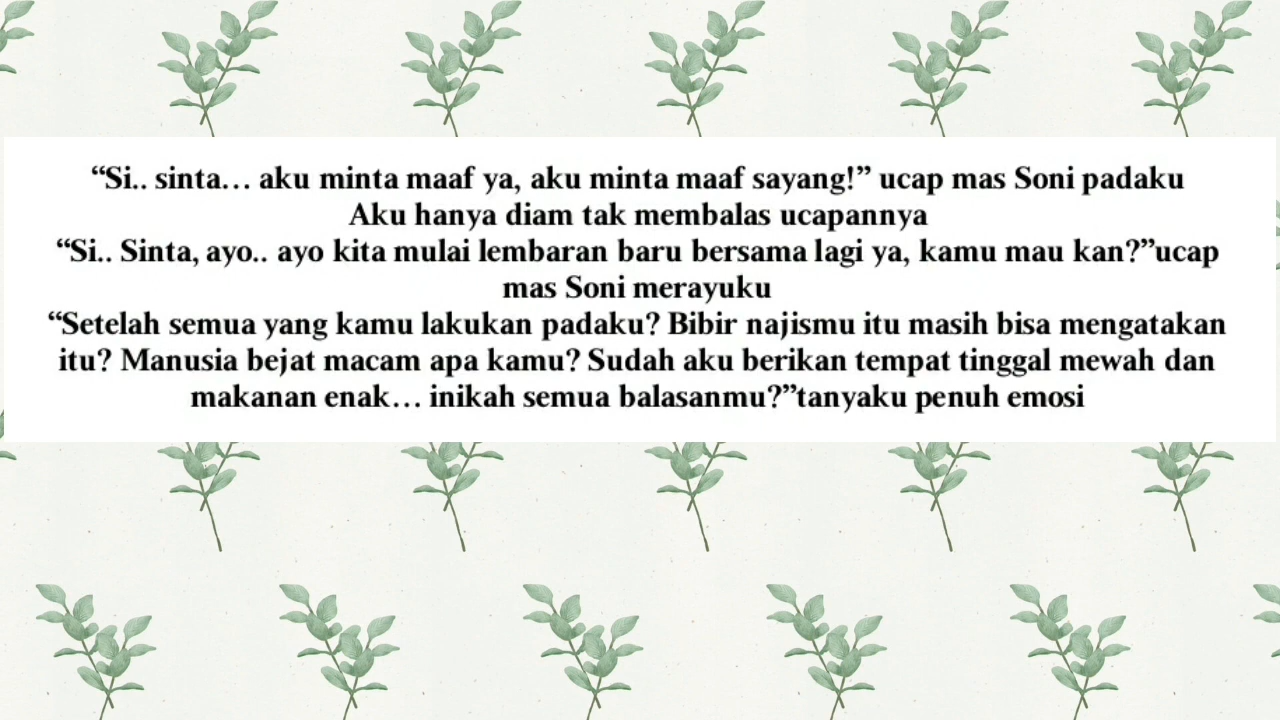 “Si.. sinta… aku minta maaf ya, aku minta maaf sayang!” ucap mas Soni padaku
Aku hanya diam tak membalas ucapannya
“Si.. Sinta, ayo.. ayo kita mulai lembaran baru bersama lagi ya, kamu mau kan?”ucap
mas Soni merayuku
“Setelah semua yang kamu lakukan padaku? Bibir najismu itu masih bisa mengatakan
itu? Manusia bejat macam apa kamu? Sudah aku berikan tempat tinggal mewah dan
makanan enak… inikah semua balasanmu?”tanyaku penuh emosi